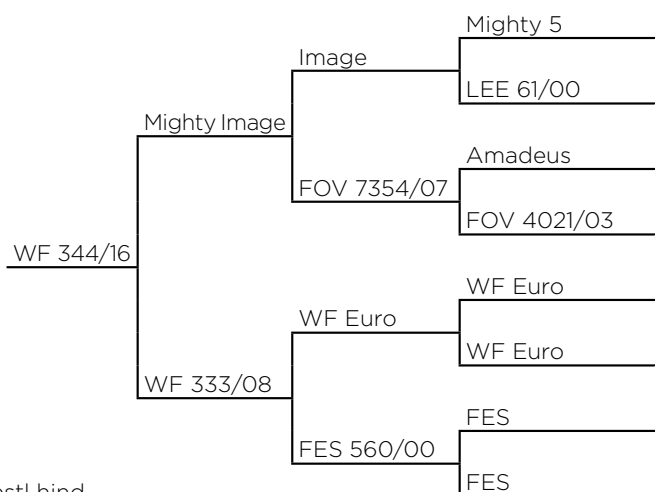 Mighty 5
Image
LEE 61/00
Mighty Image
Amadeus
FOV 7354/07
FOV 4021/03
WF 344/16
WF Euro
WF Euro
WF Euro
WF 333/08
FES
FES 560/00
FES
hind